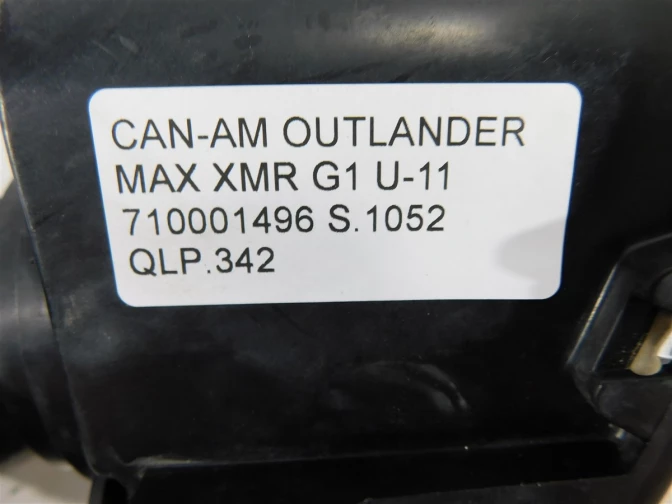 CAN-AM OUTLANDER
MAX XMR G1 U-11
710001496 S.1052
QLP.342